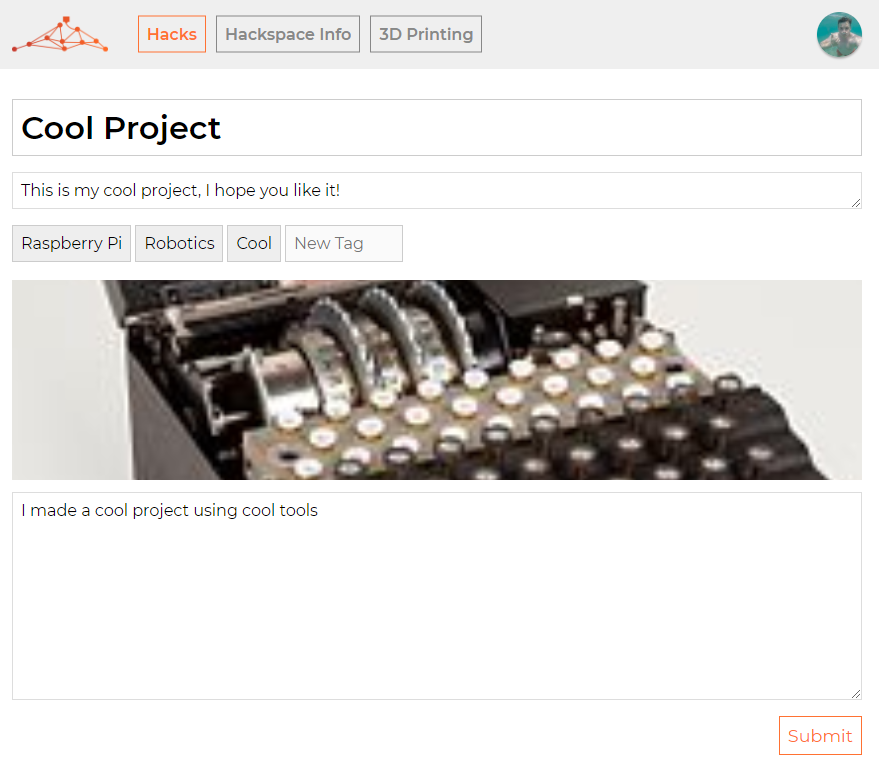 Hacks Hackspace Info 3D Printing
Cool Project
This is my cool project, I hope you like it!
Raspberry Pi Robotics Cool New Tag
I made a cool project using cool tools
Submit